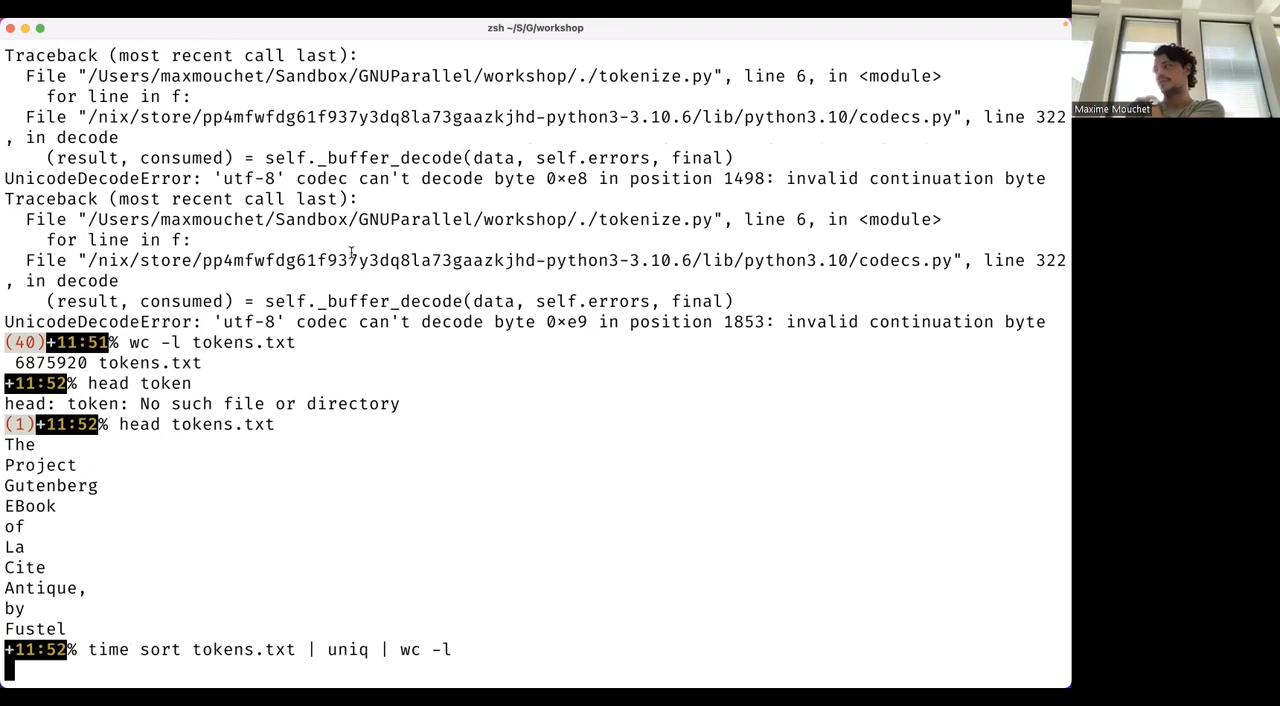 zsh ~/S/G/workshop
Traceback (most recent call last):
  File "/Users/maxmouchet/Sandbox/GNUParallel/workshop/./tokenize.py", line 6, in <module>
    for line in f:
  File "/nix/store/pp4mfwfdg61f937y3dq8la73gaazkjhd-python3-3.10.6/lib/python3.10/codecs.py", line 322
, in decode
    (result, consumed) = self._buffer_decode(data, self.errors, final)
UnicodeDecodeError: 'utf-8' codec can't decode byte 0xe8 in position 1498: invalid continuation byte
Traceback (most recent call last):
  File "/Users/maxmouchet/Sandbox/GNUParallel/workshop/./tokenize.py", line 6, in <module>
    for line in f:
  File "/nix/store/pp4mfwfdg61f937y3dq8la73gaazkjhd-python3-3.10.6/lib/python3.10/codecs.py", line 322
, in decode
    (result, consumed) = self._buffer_decode(data, self.errors, final)
UnicodeDecodeError: 'utf-8' codec can't decode byte 0xe9 in position 1853: invalid continuation byte
(40)+11:51% wc -l tokens.txt
 6875920 tokens.txt
+11:52% head token
head: token: No such file or directory
(1)+11:52% head tokens.txt
The
Project
Gutenberg
EBook
of
La
Cite
Antique,
by
Fustel
+11:52% time sort tokens.txt | uniq | wc -l
Maxime Mouchet